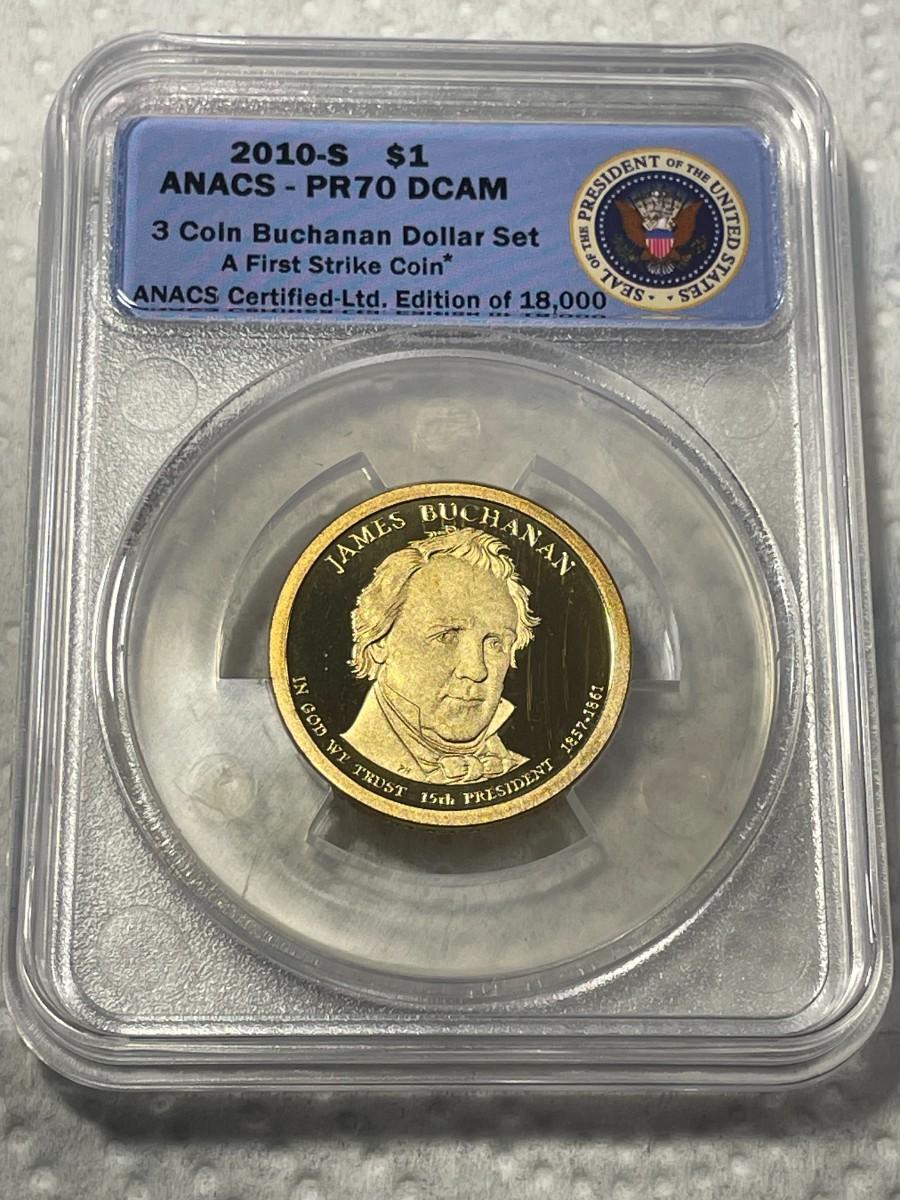 2010-S $1
ANACS - PR70 DCAM
3 Coin Buchanan Dollar Set
A First Strike Coin*
ANACS Certified-Ltd. Edition of 18,000
SEAL OF THE PRESIDENT OF THE UNITED STATES
JAMES BUCHANAN
IN GOD WE TRUST 15th PRESIDENT 1857-1861